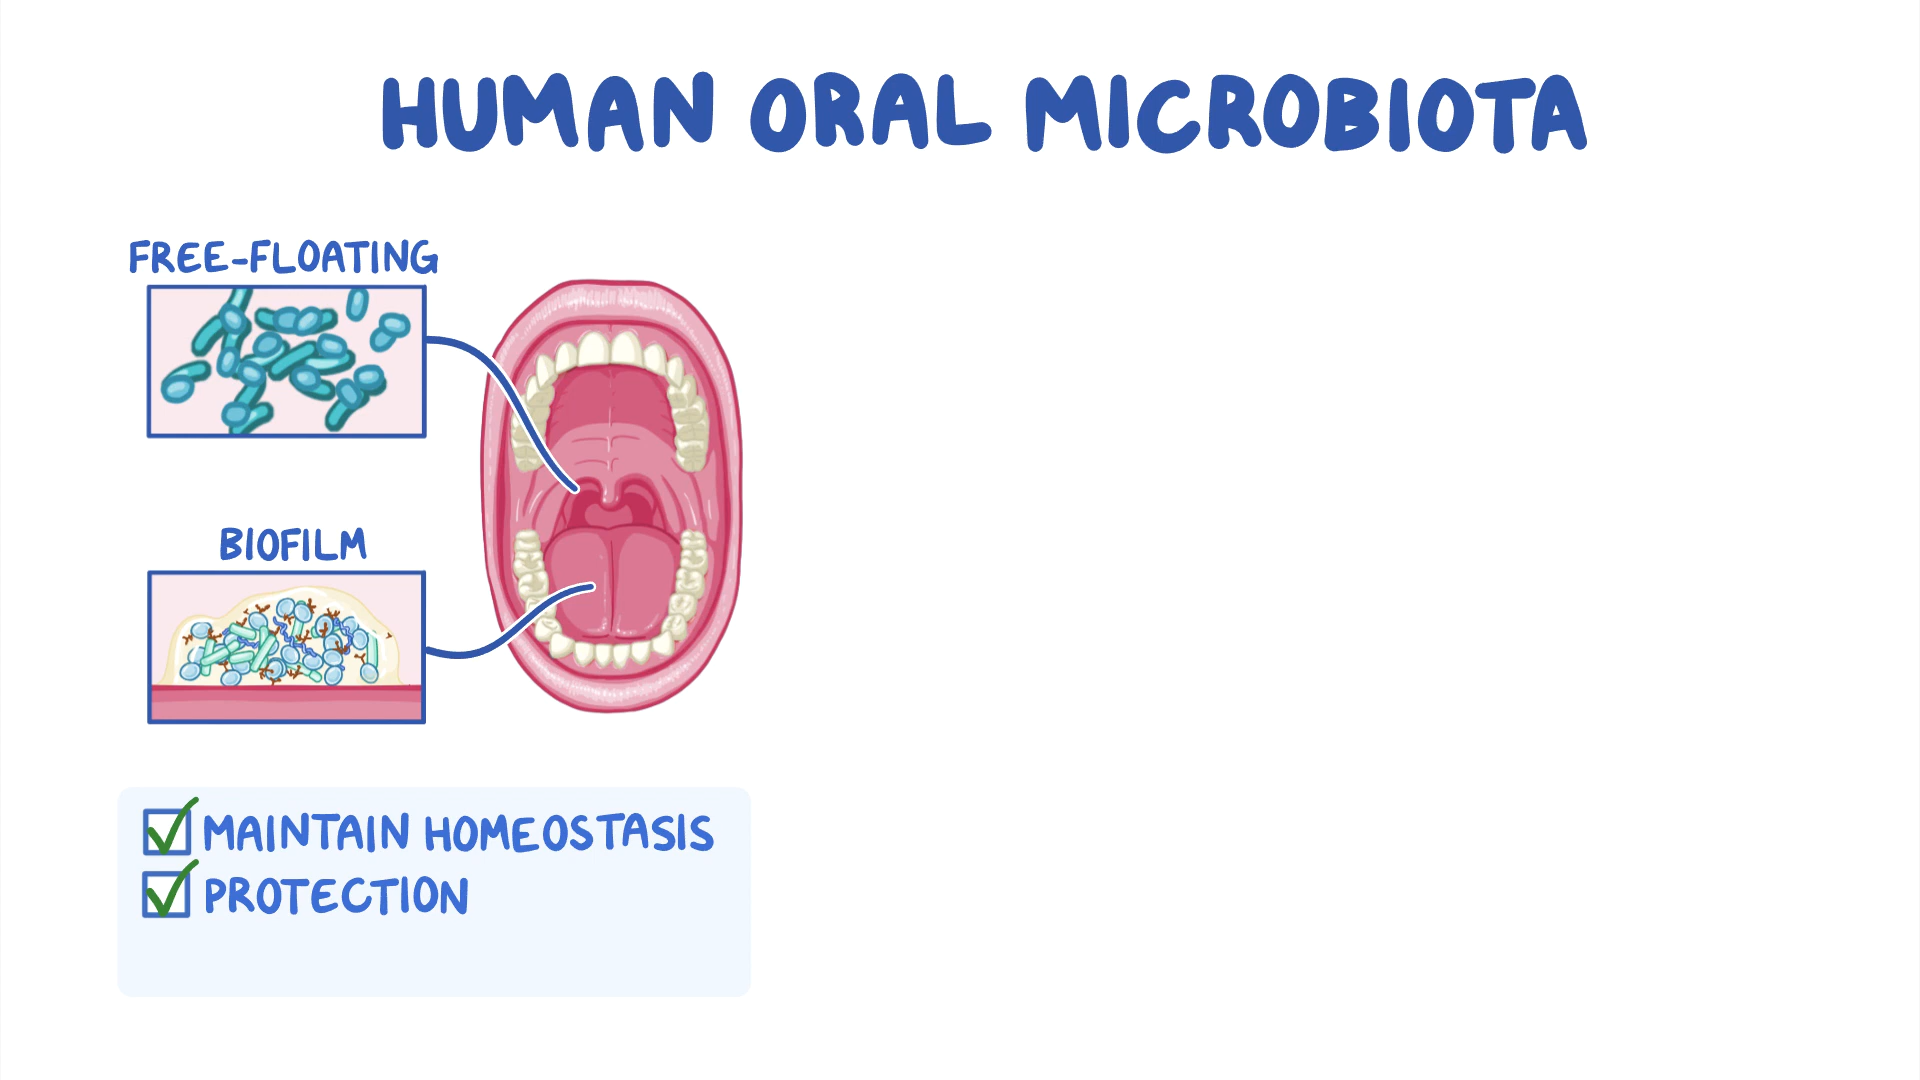 HUMAN ORAL MICROBIOTA
FREE-FLOATING
BIOFILM
MAINTAIN HOMEOSTASIS
PROTECTION